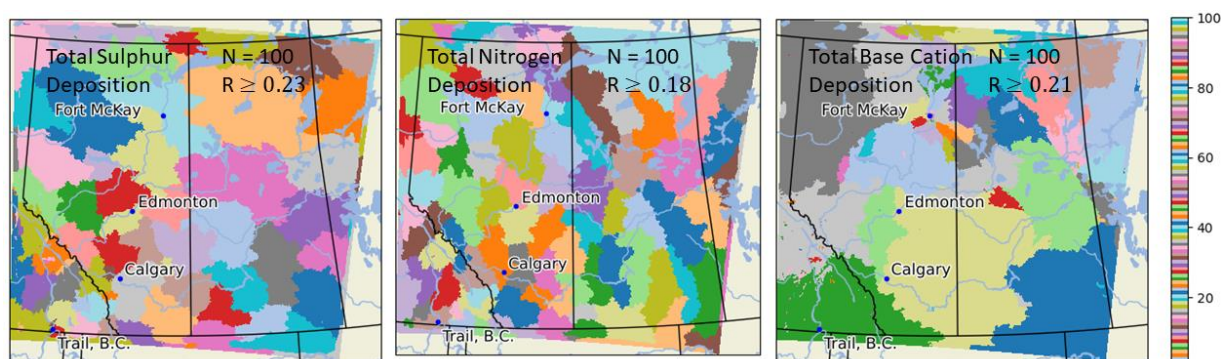 Total Sulphur Deposition N = 100 R ≥ 0.23
Fort McKay
Edmonton
Calgary
Trail, B.C.
Total Nitrogen Deposition N = 100 R ≥ 0.18
Fort McKay
Edmonton
Calgary
Trail, B.C.
Total Base Cation Deposition N = 100 R ≥ 0.21
Fort McKay
Edmonton
Calgary
Trail, B.C.
100
80
60
40
20